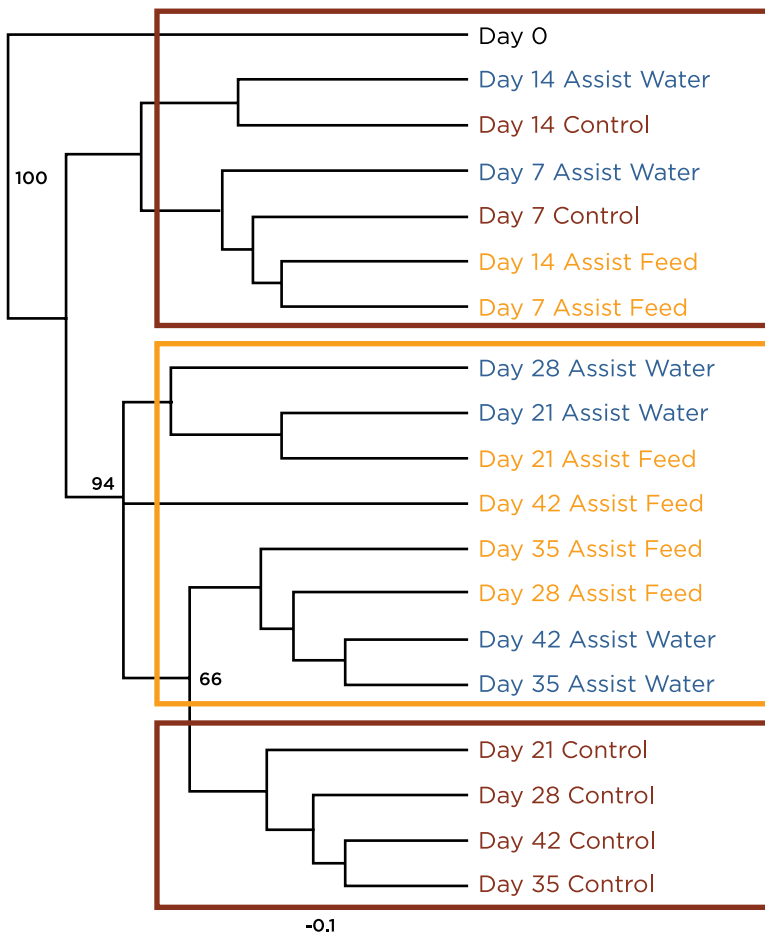 Day 0
Day 14 Assist Water
Day 14 Control
100
Day 7 Assist Water
Day 7 Control
Day 14 Assist Feed
Day 7 Assist Feed
Day 28 Assist Water
Day 21 Assist Water
Day 21 Assist Feed
94
Day 42 Assist Feed
Day 35 Assist Feed
Day 28 Assist Feed
Day 42 Assist Water
66
Day 35 Assist Water
Day 21 Control
Day 28 Control
Day 42 Control
Day 35 Control
-0.1